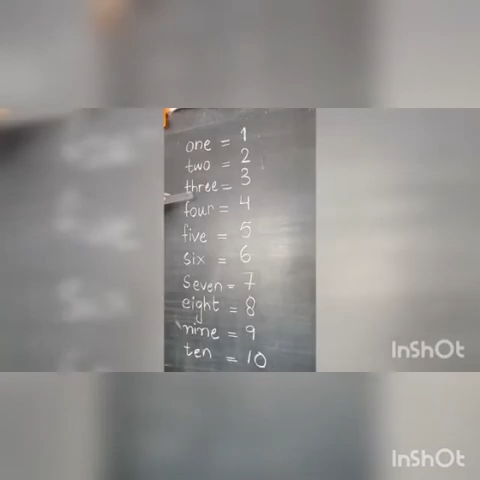 one = 1
two = 2
three = 3
four = 4
five = 5
six = 6
seven = 7
eight = 8
nine = 9
ten = 10
InShOt
InShOt